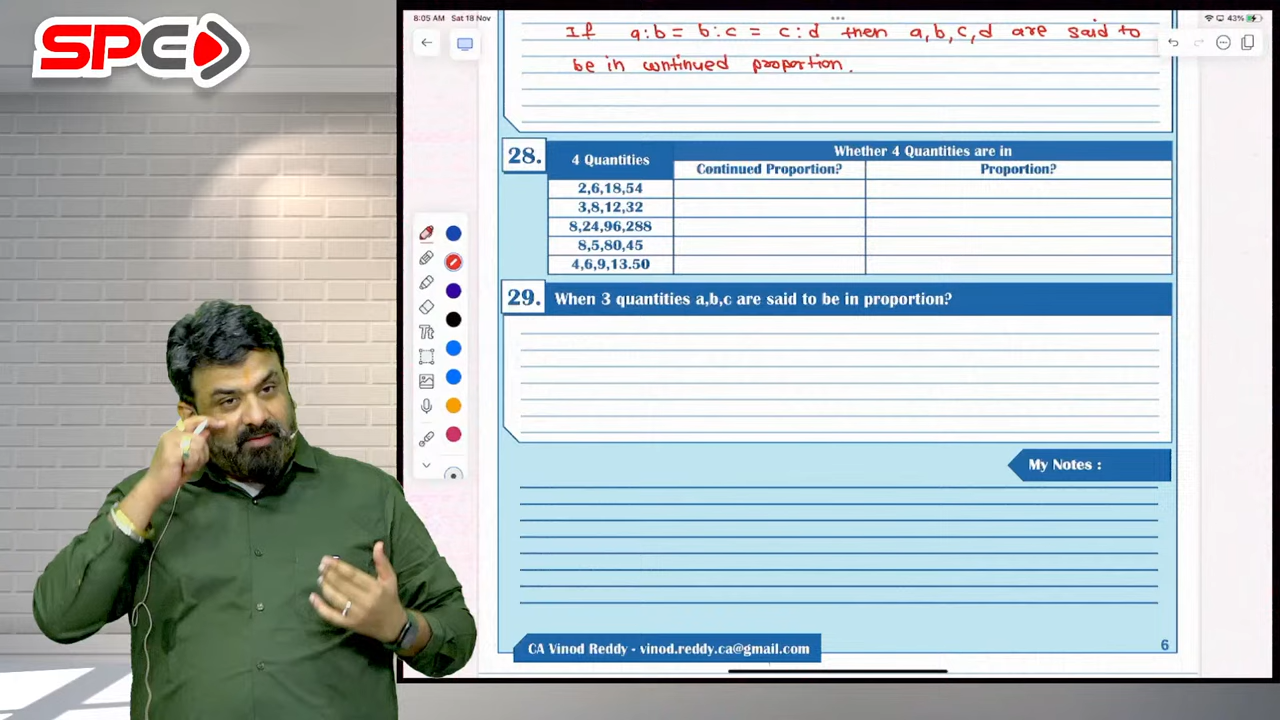 SPE
8:05 AM Sat 18 Nov
43%
If a:b = b:c = c:d then a,b,c,d are said to
be in continued proportion.
28.
4 Quantities
Whether 4 Quantities are in
Continued Proportion?
Proportion?
2,6,18,54
3,8,12,32
8,24,96,288
8,5,80,45
4,6,9,13.50
29. When 3 quantities a,b,c are said to be in proportion?
Tt
My Notes :
CA Vinod Reddy - vinod.reddy.ca@gmail.com
6